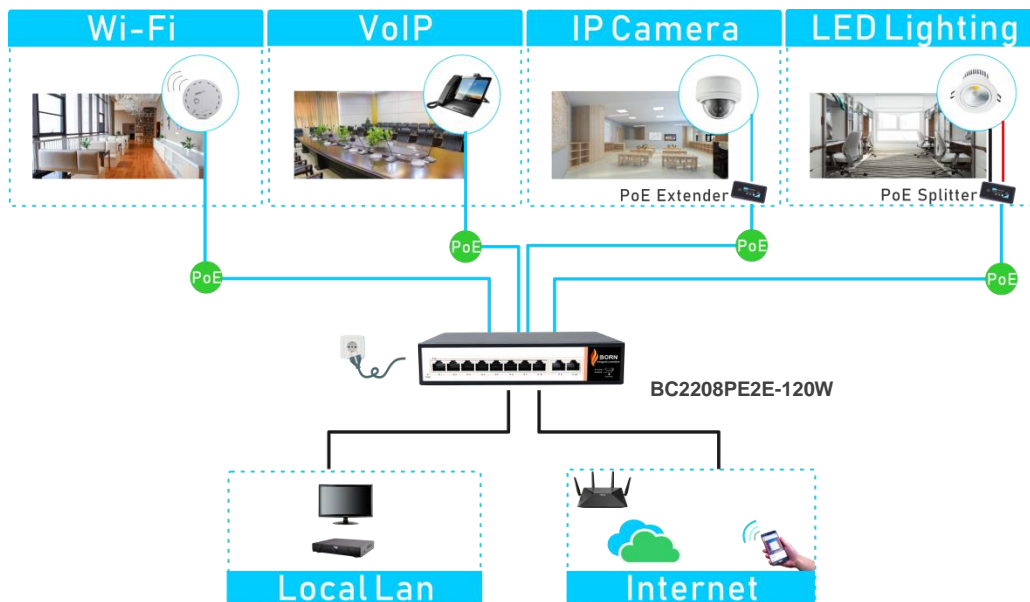 Wi-Fi
VoIP
IP Camera
LED Lighting
PoE Extender
PoE Splitter
PoE
PoE
PoE
PoE
BORN
BC2208PE2E-120W
Local Lan
Internet